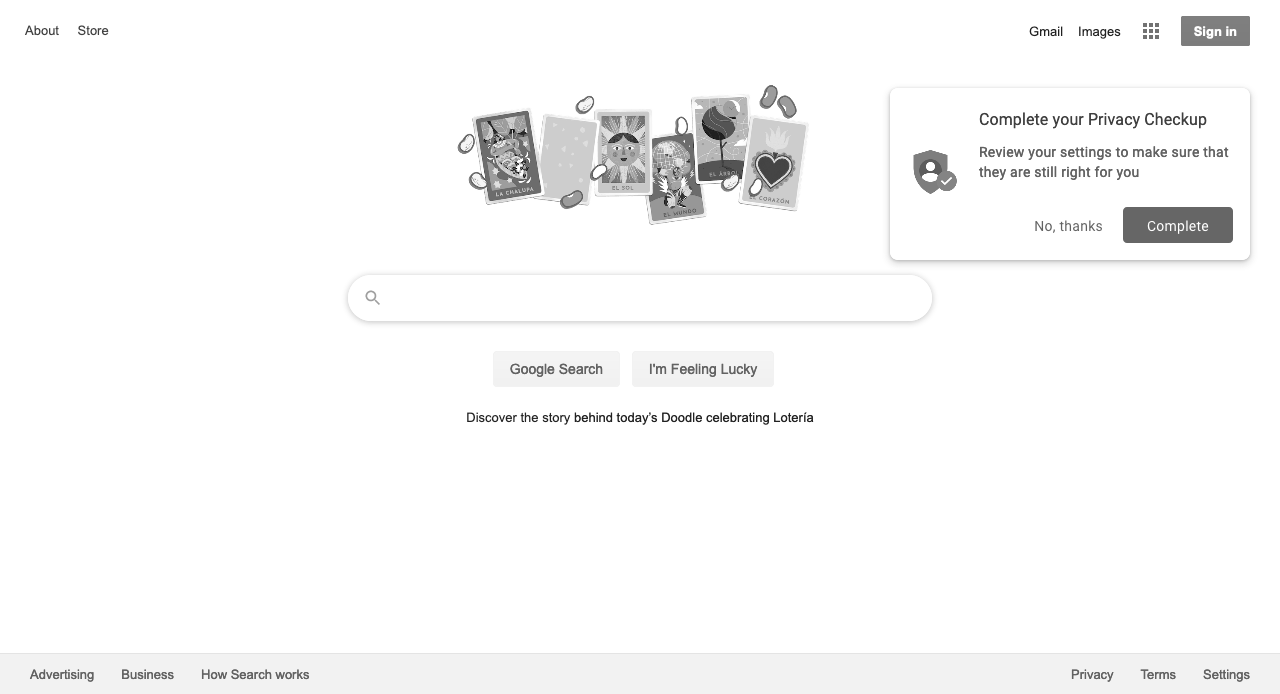 About Store
Gmail Images Sign in
LA CHALUPA
EL SOL
EL MUNDO
EL ÁRBOL
EL CORAZÓN
Complete your Privacy Checkup
Review your settings to make sure that
they are still right for you
No, thanks Complete
Google Search I'm Feeling Lucky
Discover the story behind today’s Doodle celebrating Lotería
Advertising Business How Search works
Privacy Terms Settings